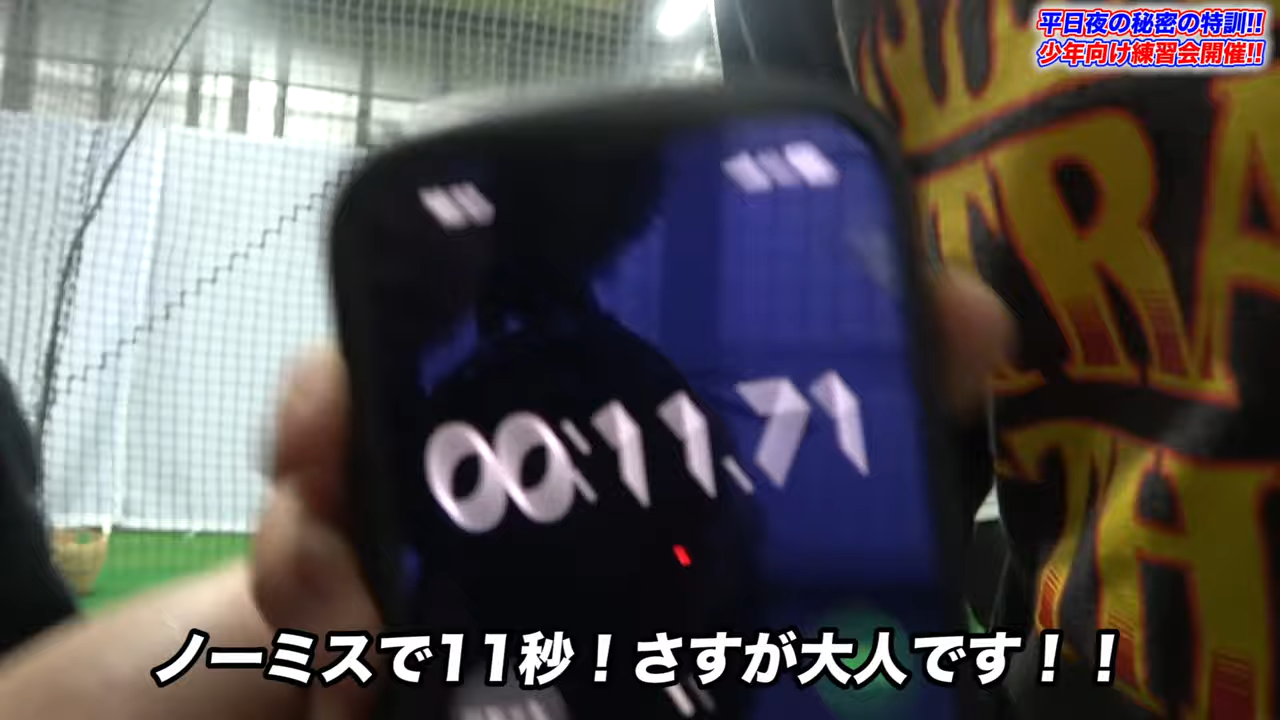 平日夜の秘密の特訓!!
少年向け練習会開催!!
TRA
00:11.71
ノーミスで11秒！さすが大人です！！